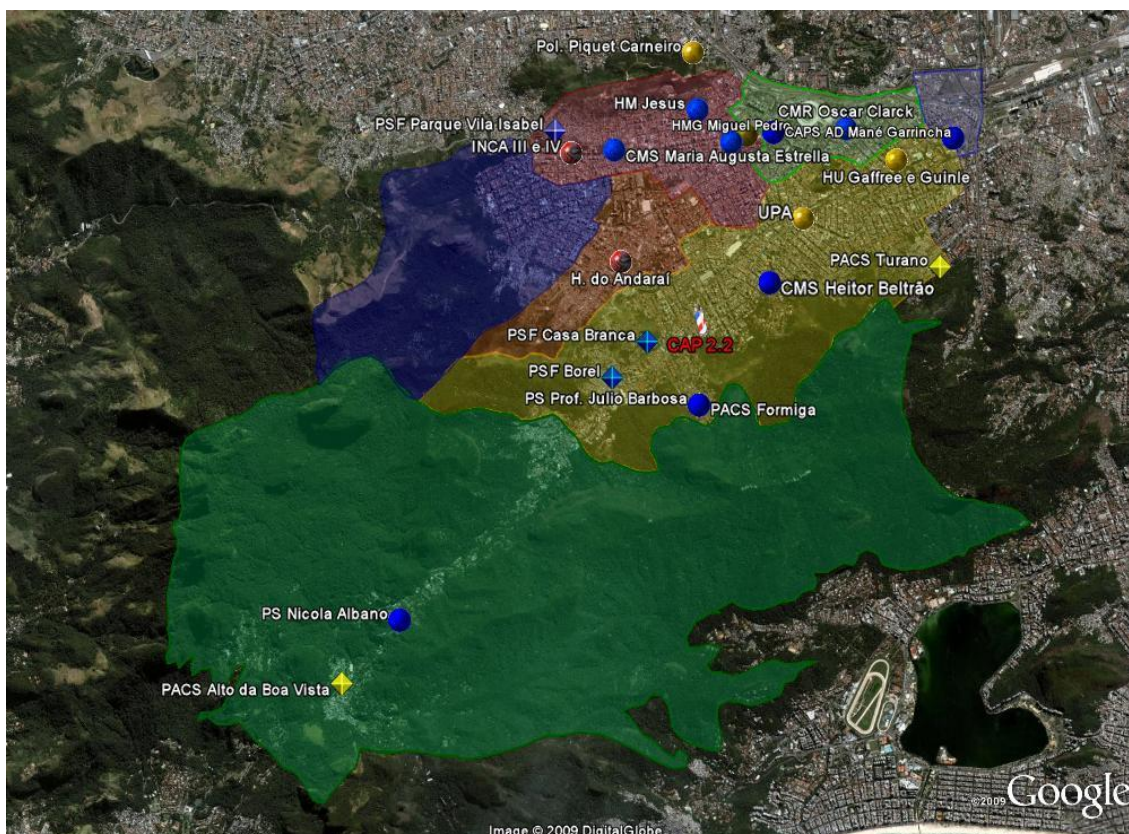 Pol. Piquet Carneiro
HM Jesus
CMR Oscar Clarck
PSF Parque Vila Isabel
HMG Miguel Pedro
CAPS AD Mané Garrincha
INCA III e IV
CMS Maria Augusta Estrella
HU Gaffree e Guinle
UPA
PACS Turano
H. do Andaraí
CMS Heitor Beltrão
PSF Casa Branca
CAP 2.2
PSF Borel
PS Prof. Julio Barbosa
PACS Formiga
PS Nicola Albano
PACS Alto da Boa Vista
©2009 Google
Image © 2009 DigitalGlobe